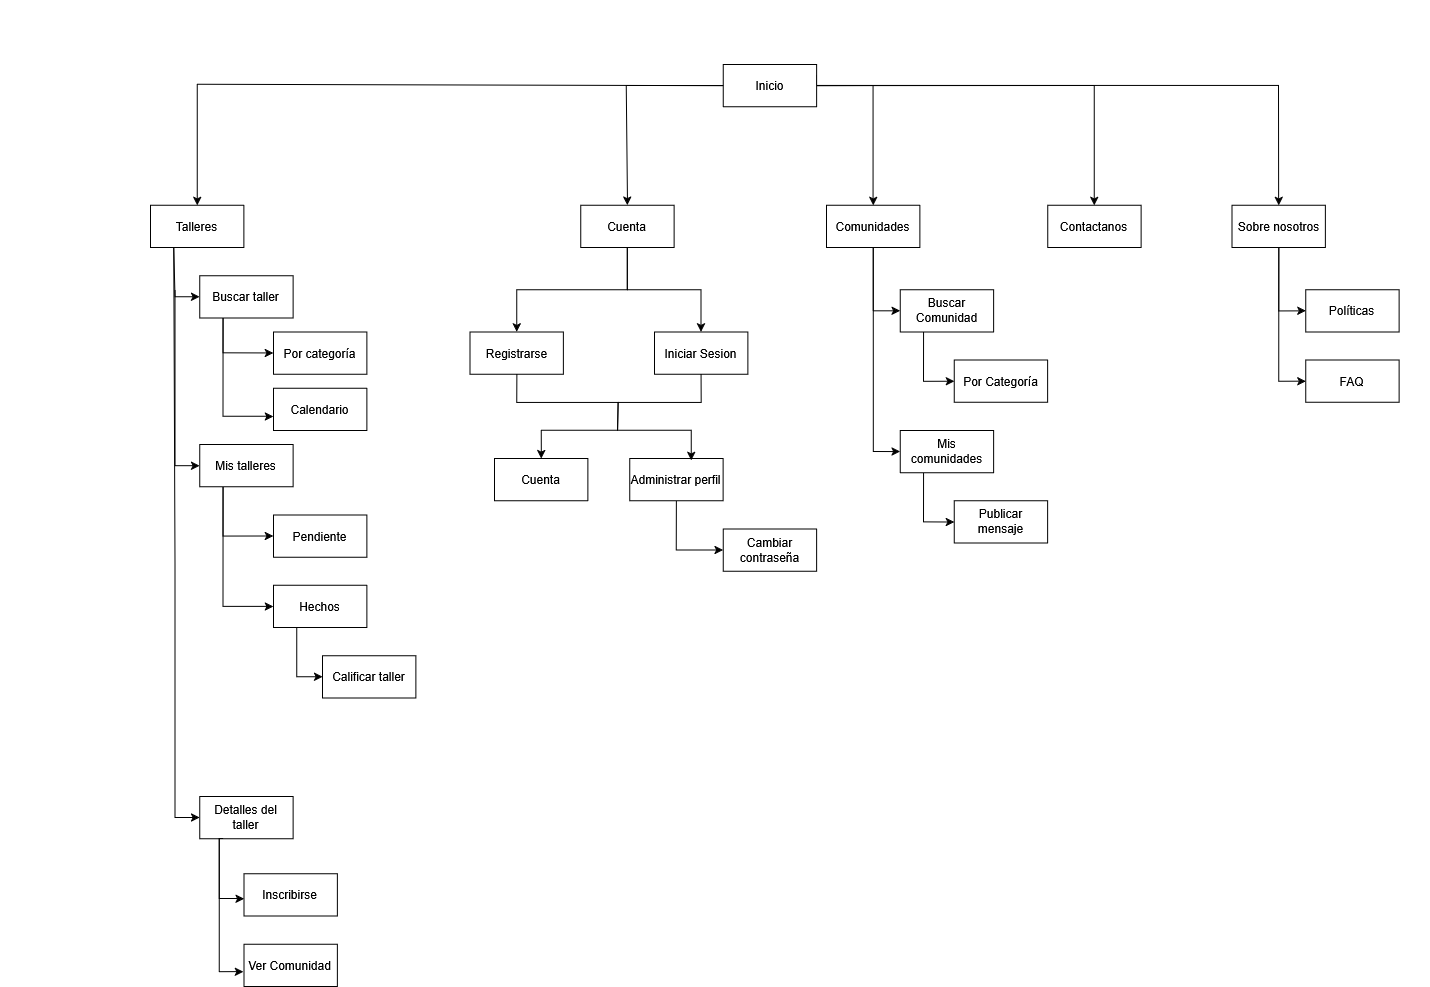 Inicio
Talleres
Cuenta
Comunidades
Contactanos
Sobre nosotros
Buscar taller
Por categoría
Calendario
Mis talleres
Pendiente
Hechos
Calificar taller
Detalles del
taller
Inscribirse
Ver Comunidad
Registrarse
Iniciar Sesion
Cuenta
Administrar perfil
Cambiar
contraseña
Buscar
Comunidad
Por Categoría
Mis
comunidades
Publicar
mensaje
Políticas
FAQ